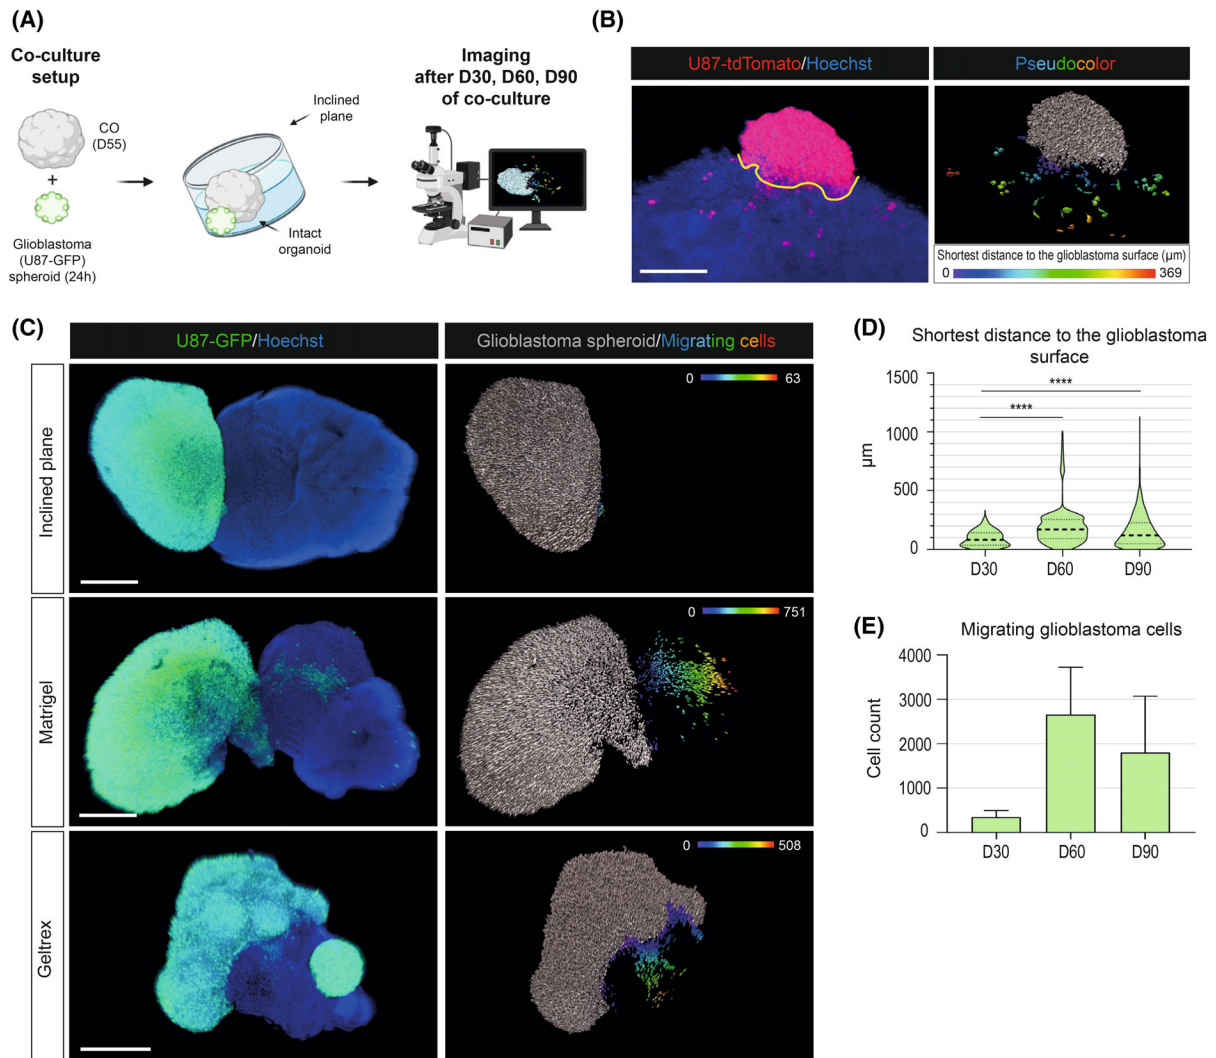 (A)
Co-culture
setup
CO
(D55)
+
Glioblastoma
(U87-GFP)
spheroid (24h)
Inclined
plane
Intact
organoid
Imaging
after D30, D60, D90
of co-culture
(B)
U87-tdTomato/Hoechst
Pseudocolor
Shortest distance to the glioblastoma surface (µm)
0 369
(C)
U87-GFP/Hoechst
Glioblastoma spheroid/Migrating cells
Inclined plane
0 63
Matrigel
0 751
Geltrex
0 508
(D)
Shortest distance to the glioblastoma
surface
µm
1500
1000
500
0
****
****
D30 D60 D90
(E)
Migrating glioblastoma cells
Cell count
4000
3000
2000
1000
0
D30 D60 D90